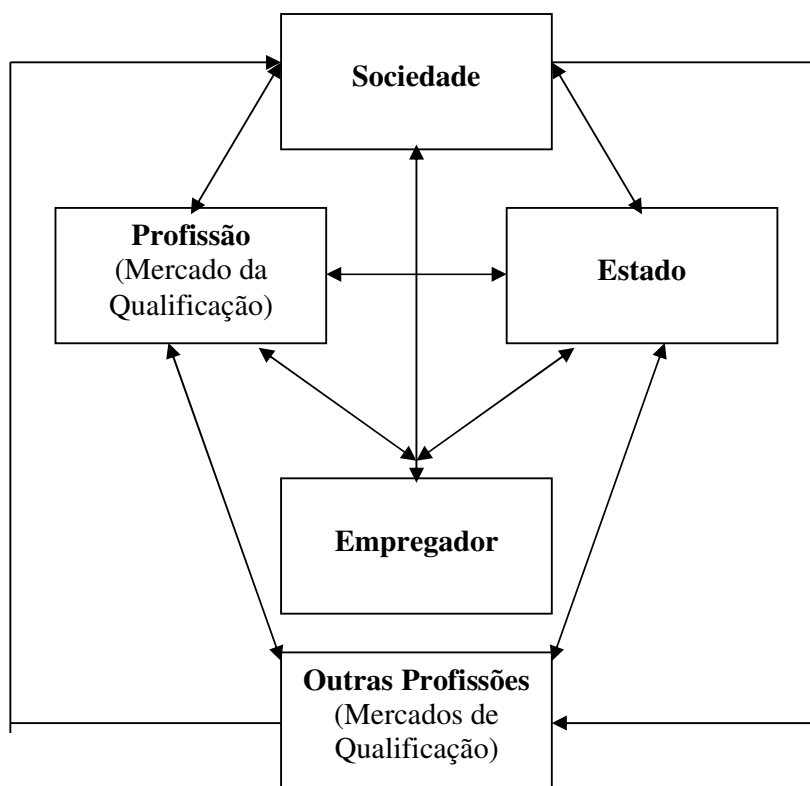 Sociedade
Profissão
(Mercado da
Qualificação)
Estado
Empregador
Outras Profissões
(Mercados de
Qualificação)